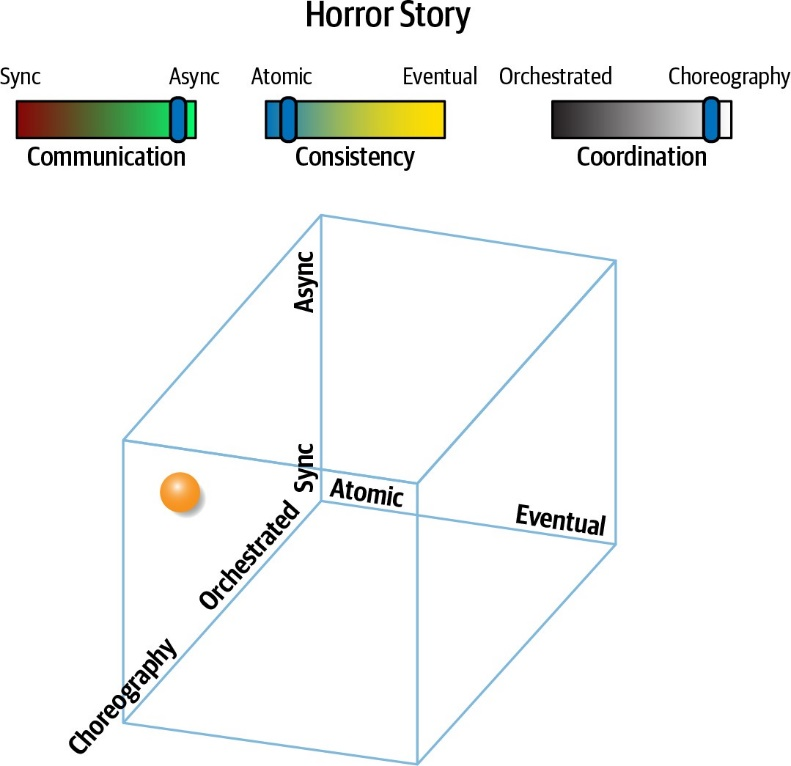 Horror Story
Sync Async Atomic Eventual Orchestrated Choreography
Communication Consistency Coordination
Async
Sync
Atomic
Eventual
Orchestrated
Choreography